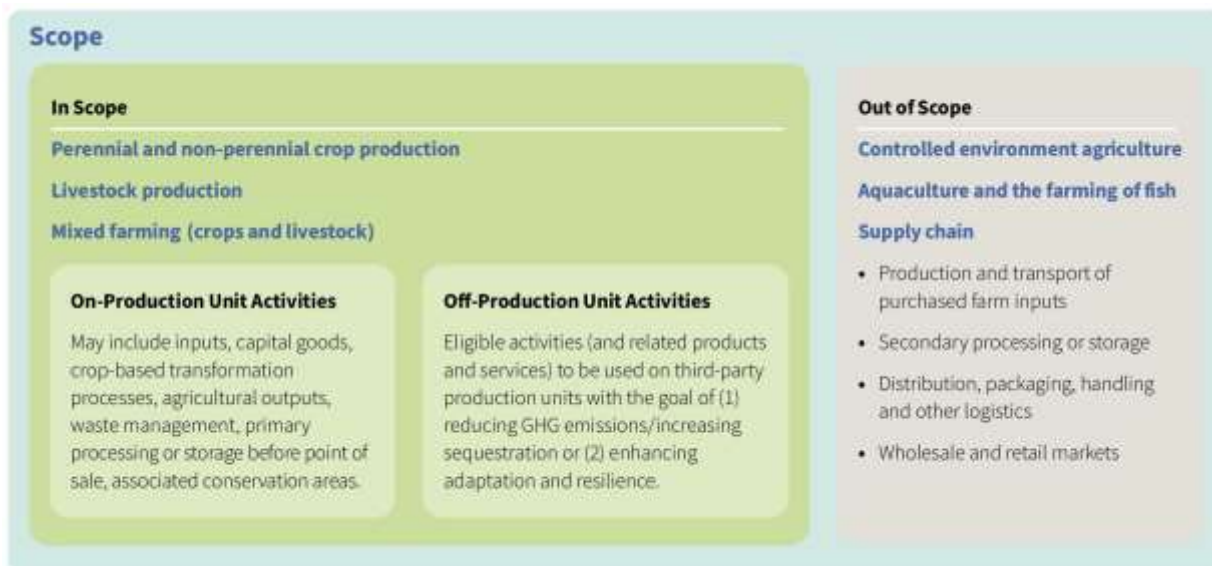 Scope
In Scope
Perennial and non-perennial crop production
Livestock production
Mixed farming (crops and livestock)
On-Production Unit Activities
May include inputs, capital goods,
crop-based transformation
processes, agricultural outputs,
waste management, primary
processing or storage before point of
sale, associated conservation areas.
Off-Production Unit Activities
Eligible activities (and related products
and services) to be used on third-party
production units with the goal of (1)
reducing GHG emissions/increasing
sequestration or (2) enhancing
adaptation and resilience.
Out of Scope
Controlled environment agriculture
Aquaculture and the farming of fish
Supply chain
• Production and transport of
purchased farm inputs
• Secondary processing or storage
• Distribution, packaging, handling
and other logistics
• Wholesale and retail markets